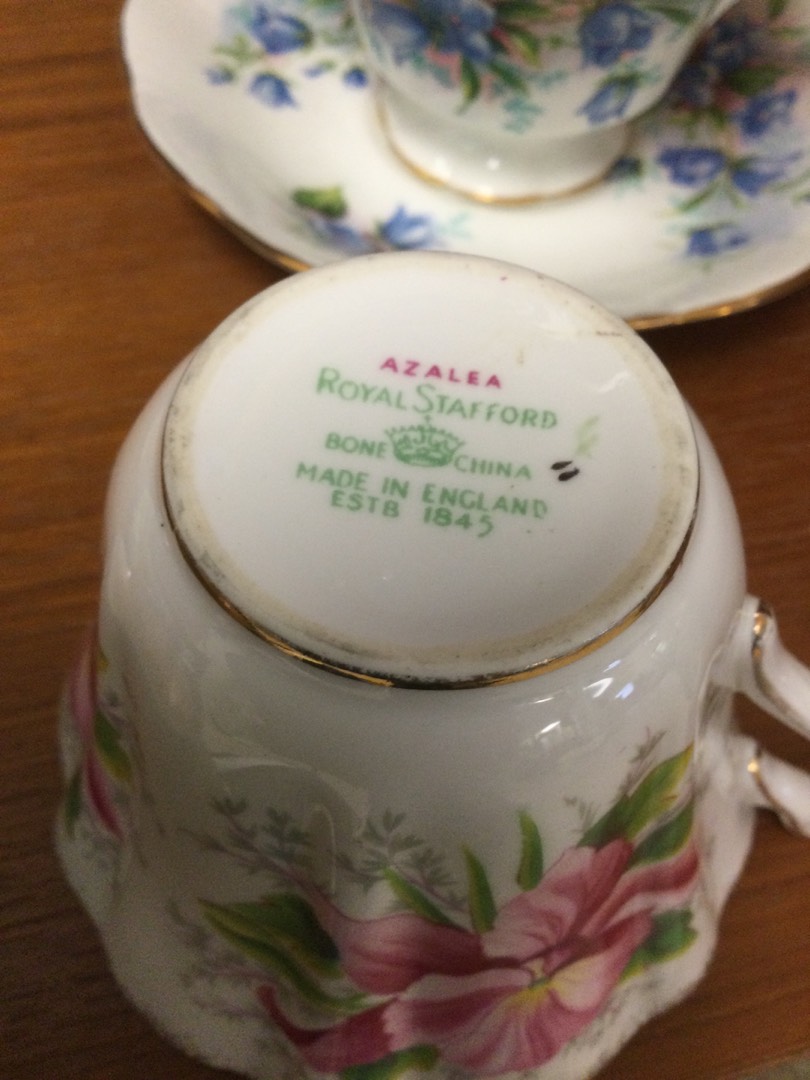 AZALEA
ROYAL STAFFORD
BONE CHINA
MADE IN ENGLAND
ESTB 1845